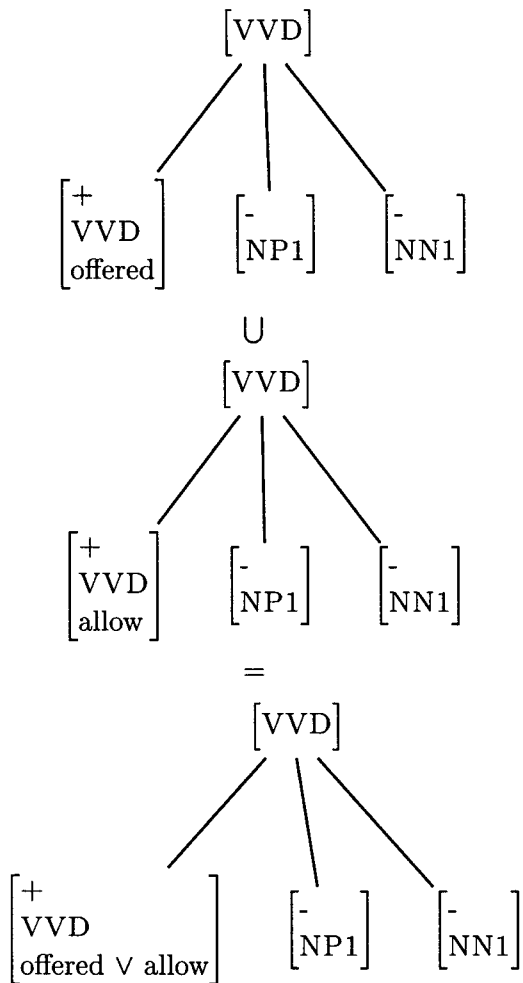 [VVD]
[+ [- [-
VVD NP1] NN1]
offered]
∪
[VVD]
[+ [- [-
VVD NP1] NN1]
allow]
=
[VVD]
[+ [- [-
VVD NP1] NN1]
offered ∨ allow]